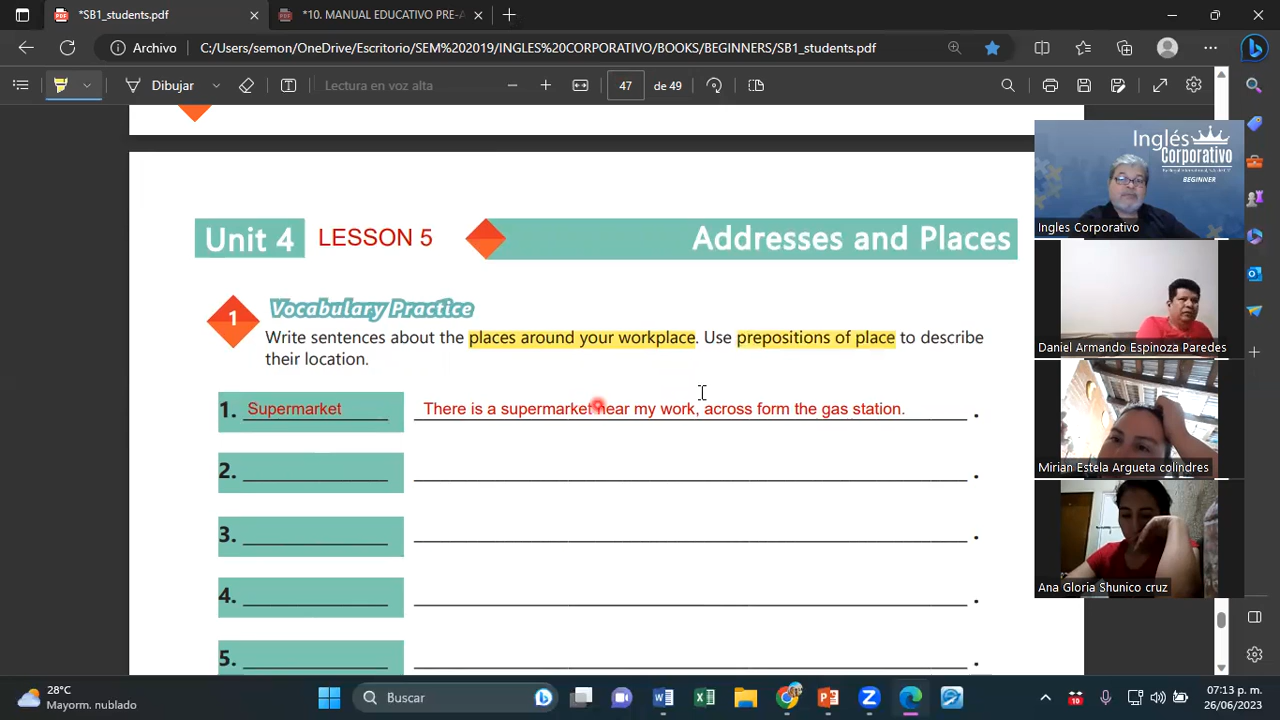 *SB1_students.pdf
*10. MANUAL EDUCATIVO PRE-A
Archivo
C:/Users/semon/OneDrive/Escritorio/SEM%202019/INGLES%20CORPORATIVO/BOOKS/BEGINNERS/SB1_students.pdf
Dibujar
Lectura en voz alta
47
de 49
Inglés
Corporativo
BEGINNER
Ingles Corporativo
Unit 4
LESSON 5
Addresses and Places
Daniel Armando Espinoza Paredes
1
Vocabulary Practice
Write sentences about the places around your workplace. Use prepositions of place to describe
their location.
1. Supermarket There is a supermarket near my work, across form the gas station. .
Mirian Estela Argueta colindres
2. .
3. .
Ana Gloria Shunico cruz
4. .
5. .
28°C
Mayorm. nublado
Buscar
10
07:13 p. m.
26/06/2023